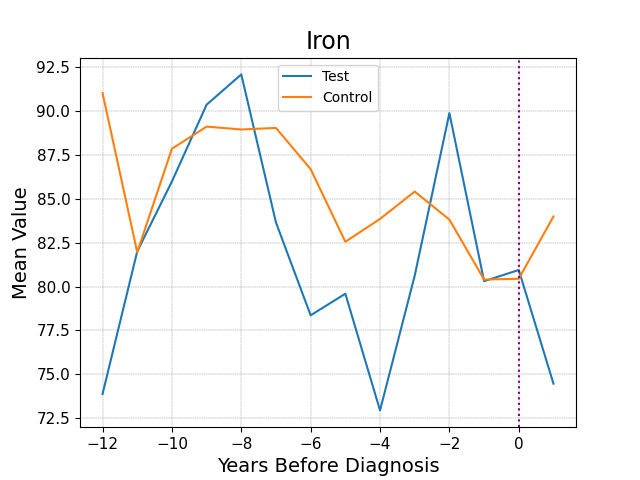 Iron
Test
Control
Mean Value
92.5
90.0
87.5
85.0
82.5
80.0
77.5
75.0
72.5
−12 −10 −8 −6 −4 −2 0
Years Before Diagnosis